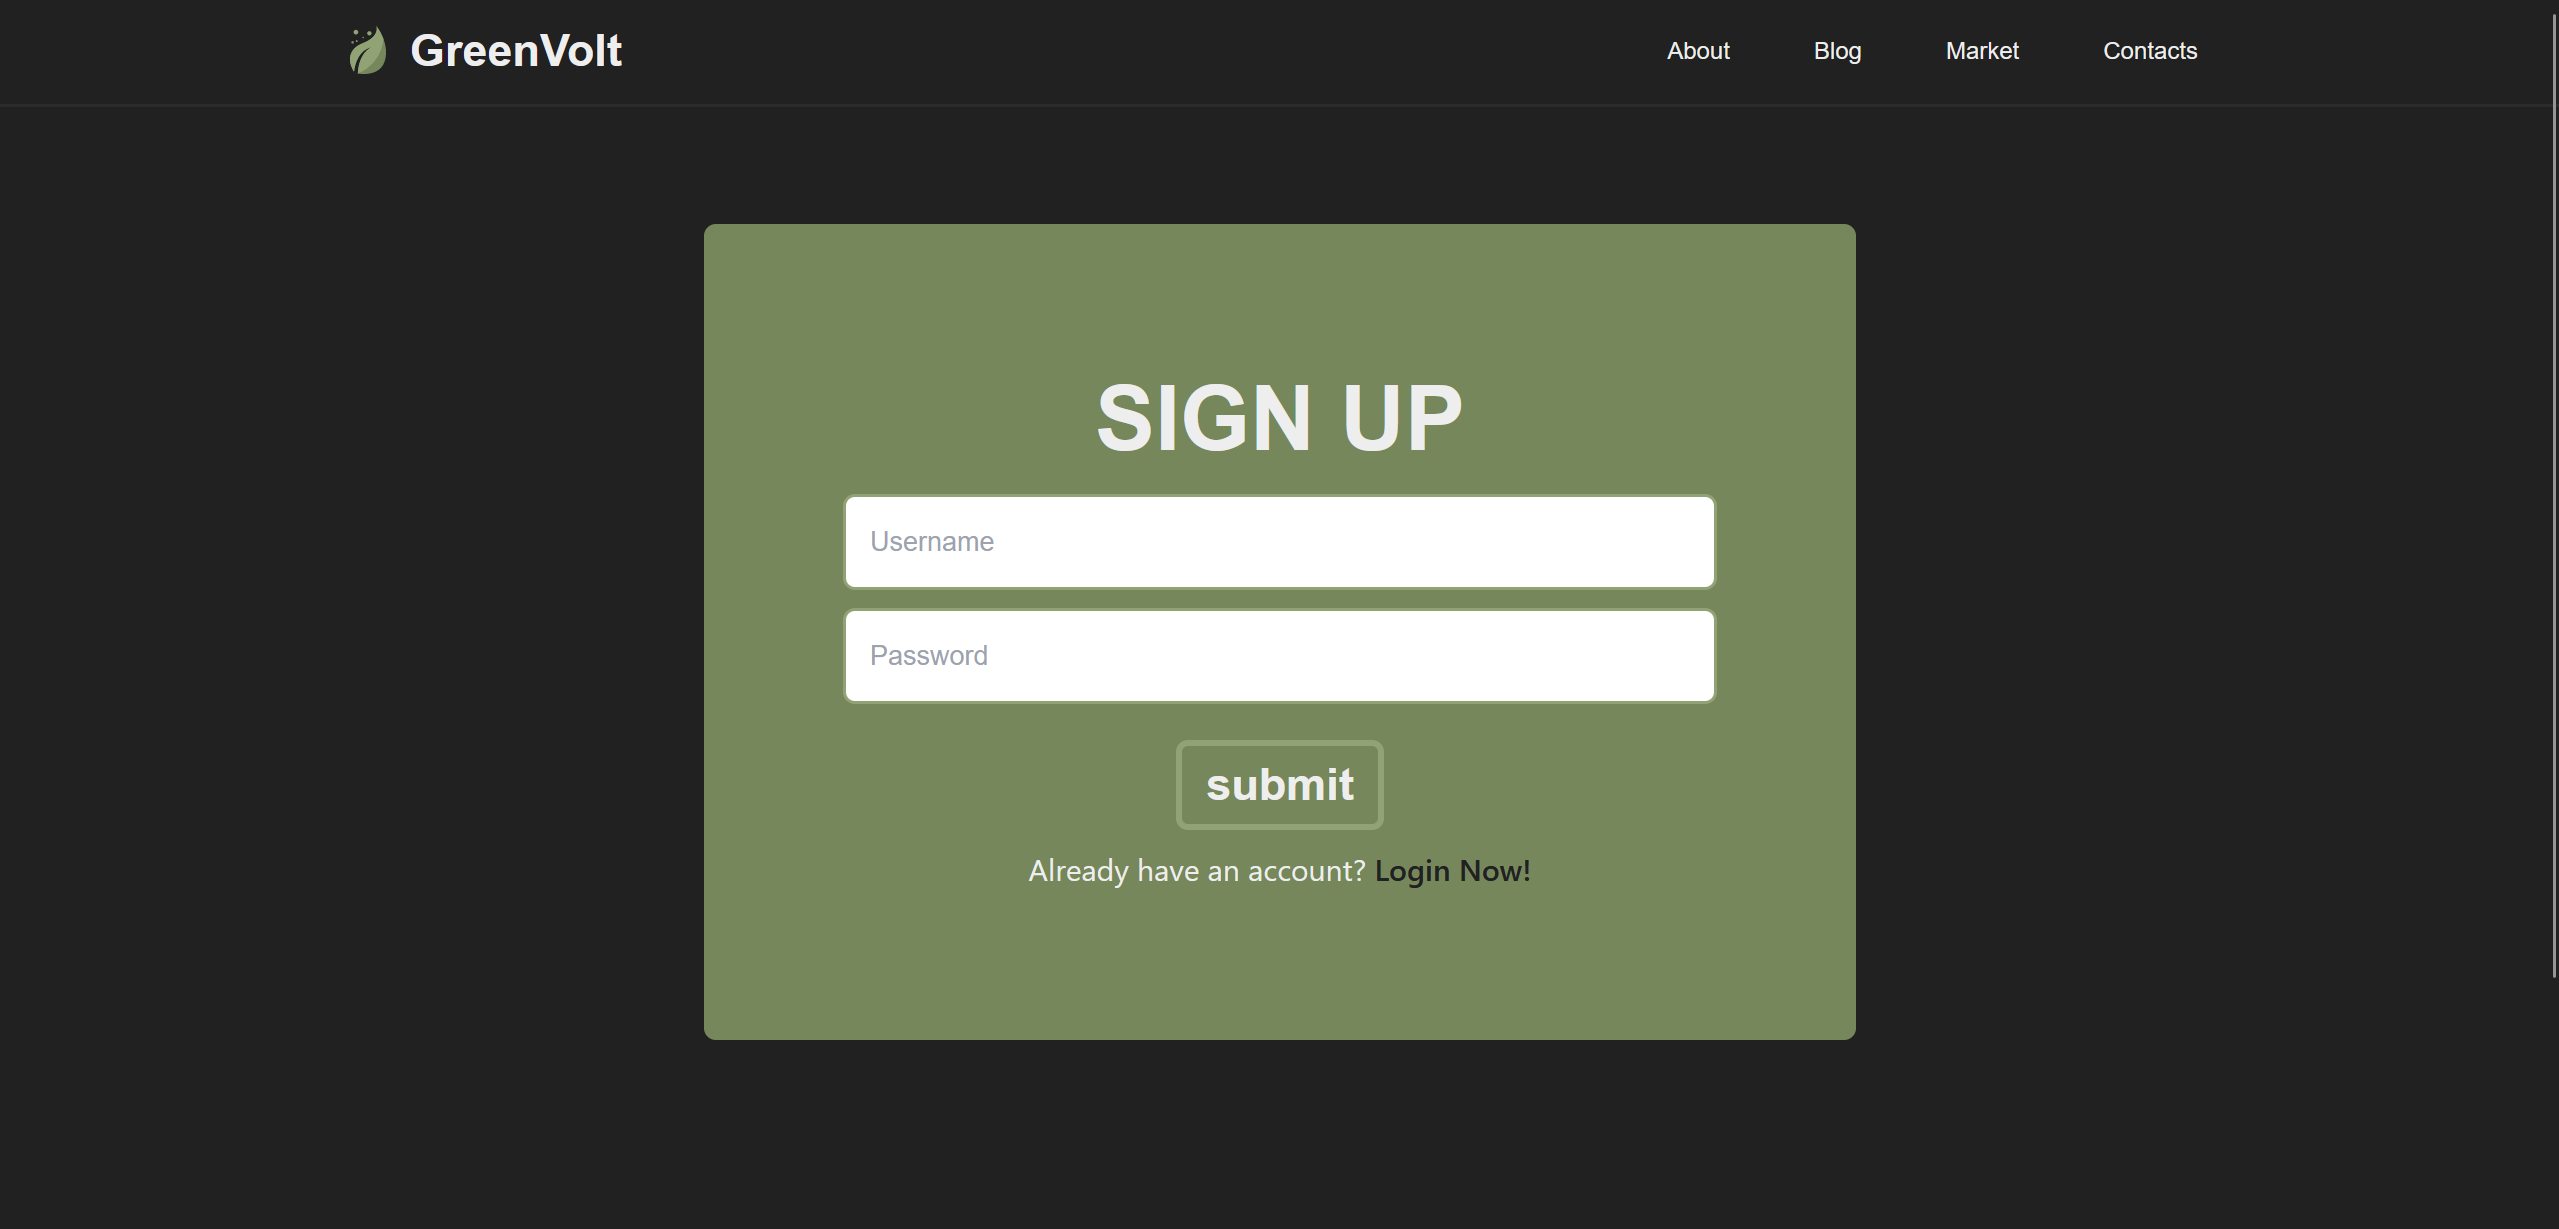 GreenVolt
About Blog Market Contacts
SIGN UP
Username
Password
submit
Already have an account? Login Now!